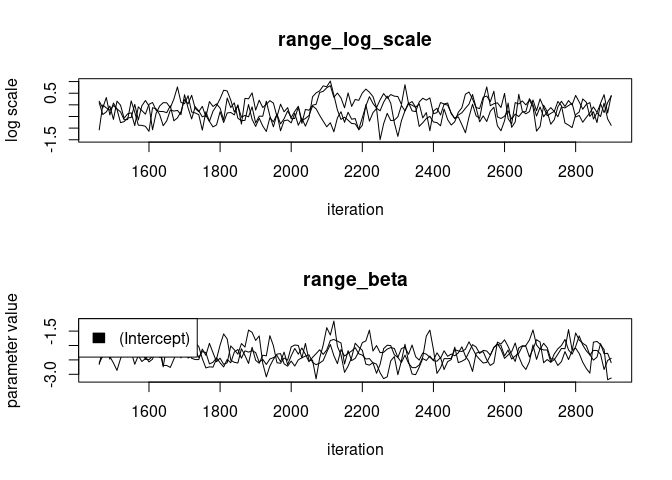 range_log_scale
log scale
0.5
-1.5
1600 1800 2000 2200 2400 2600 2800
iteration
range_beta
parameter value
-1.5
-3.0
(Intercept)
1600 1800 2000 2200 2400 2600 2800
iteration